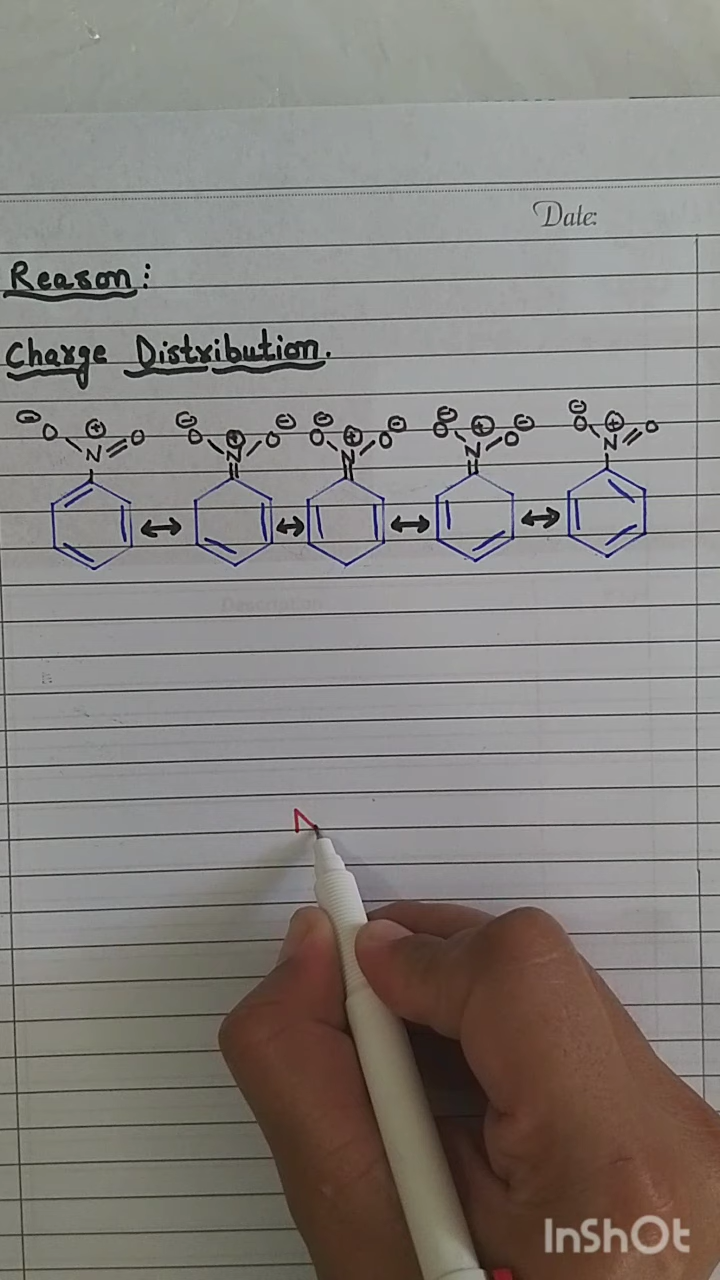 Date:
Reason:
Charge Distribution.
⊖ O ⊕ N O ⊖ O ⊕ N O ⊖ ⊖ O ⊕ N O ⊖ ⊖ O ⊕ N O ⊖ ⊖ O ⊕ N O
↔ ↔ ↔ ↔
InShOt